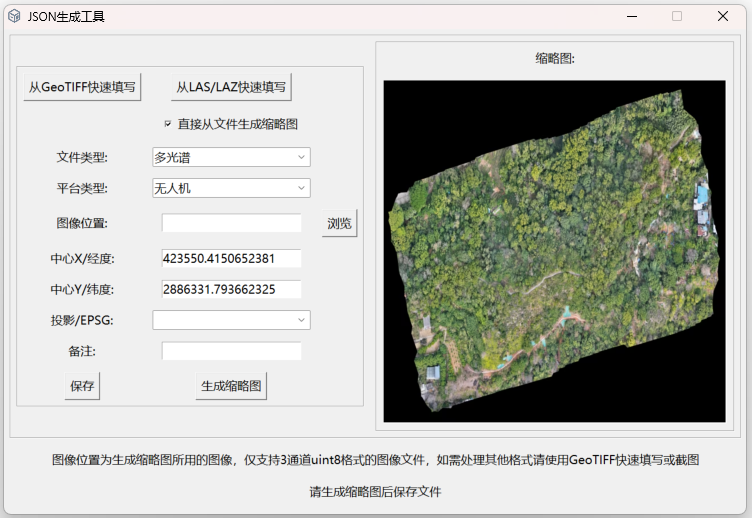 JSON生成工具
缩略图:
从GeoTIFF快速填写 从LAS/LAZ快速填写
直接从文件生成缩略图
文件类型: 多光谱
平台类型: 无人机
图像位置: 浏览
中心X/经度: 423550.4150652381
中心Y/纬度: 2886331.793662325
投影/EPSG:
备注:
保存 生成缩略图
图像位置为生成缩略图所用的图像，仅支持3通道uint8格式的图像文件，如需处理其他格式请使用GeoTIFF快速填写或截图
请生成缩略图后保存文件